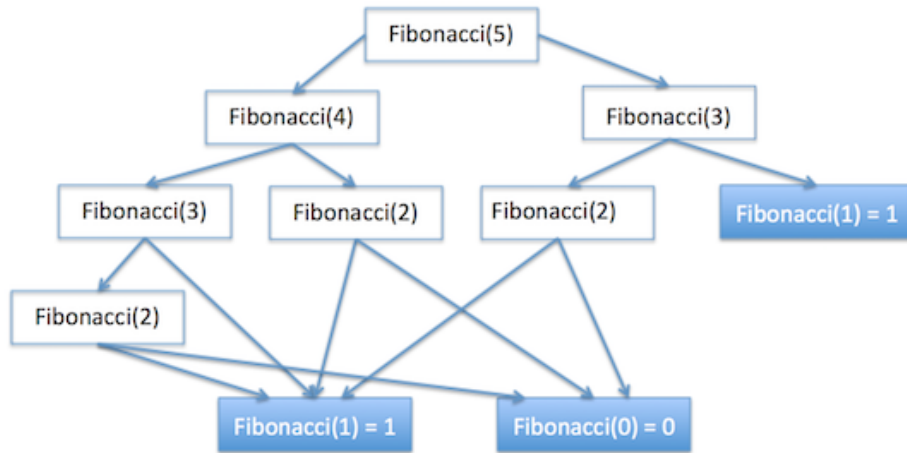 Fibonacci(5)
Fibonacci(4)
Fibonacci(3)
Fibonacci(3)
Fibonacci(2)
Fibonacci(2)
Fibonacci(1) = 1
Fibonacci(2)
Fibonacci(1) = 1
Fibonacci(0) = 0